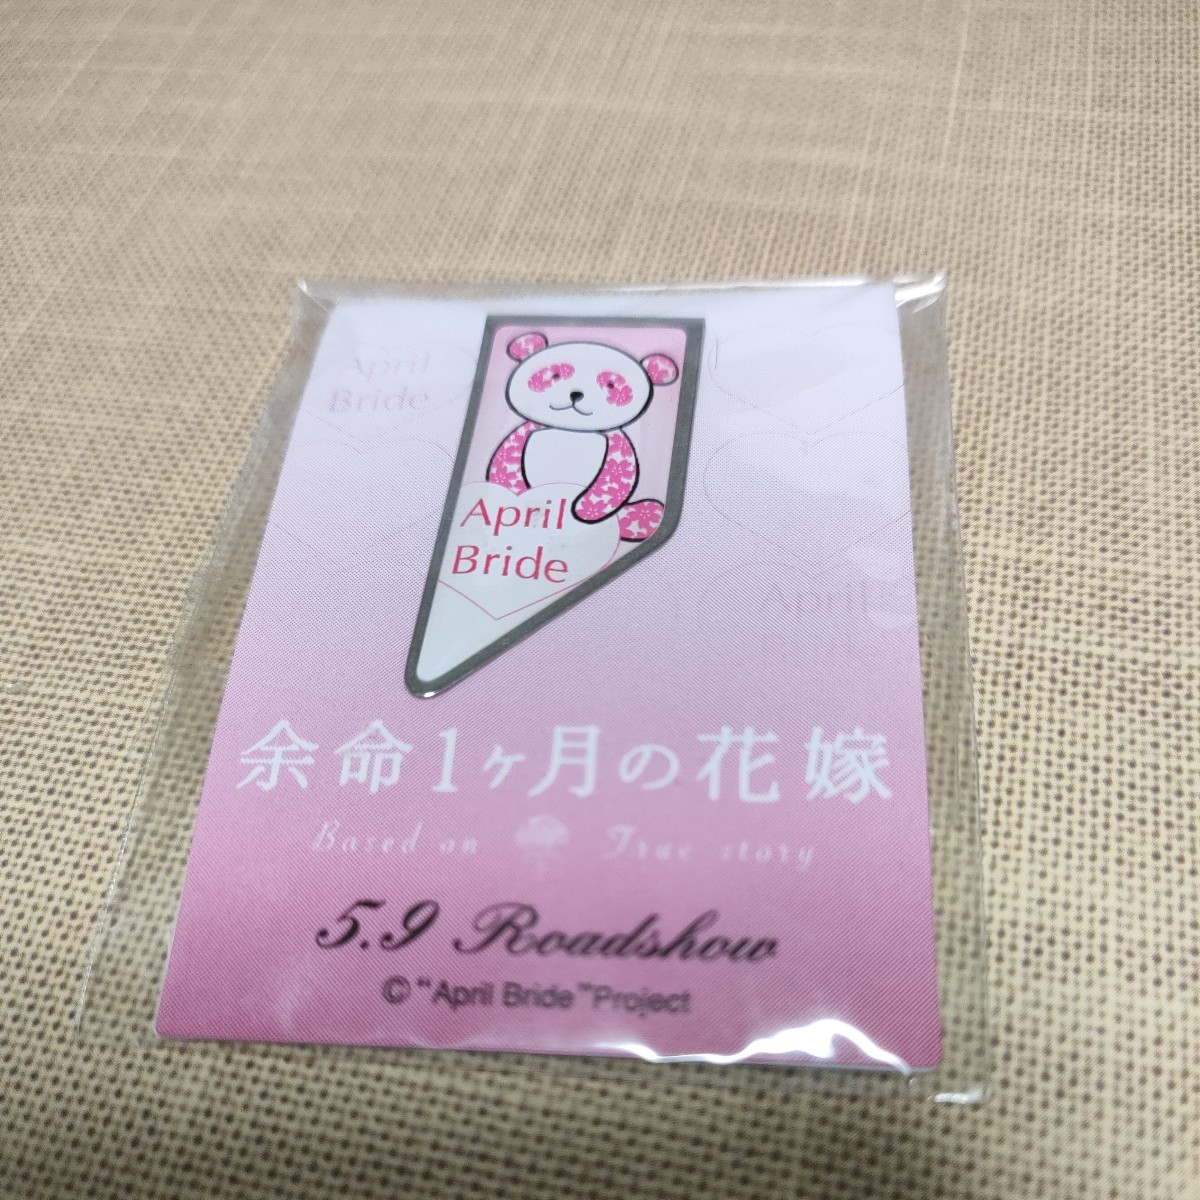 April
Bride
April
Bride
April
余命1ヶ月の花嫁
Based on True story
5.9 Roadshow
©"April Bride"Project